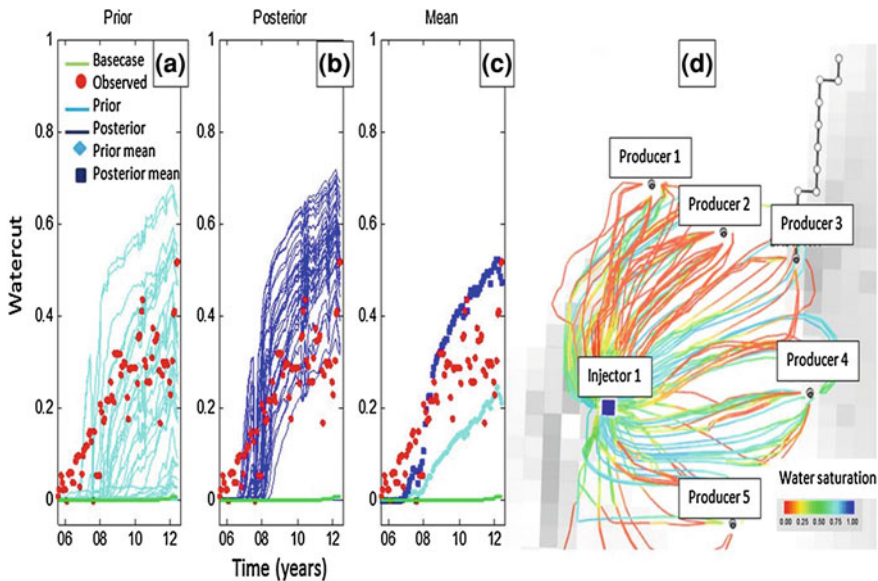 Prior
Posterior
Mean
1
0.8
0.6
0.4
0.2
0
1
0.8
0.6
0.4
0.2
0
1
0.8
0.6
0.4
0.2
0
(a)
(b)
(c)
(d)
Basecase
Observed
Prior
Posterior
Prior mean
Posterior mean
Watercut
06 08 10 12
06 08 10 12
06 08 10 12
Time (years)
Producer 1
Producer 2
Producer 3
Injector 1
Producer 4
Producer 5
Water saturation
0.00 0.25 0.50 0.75 1.00